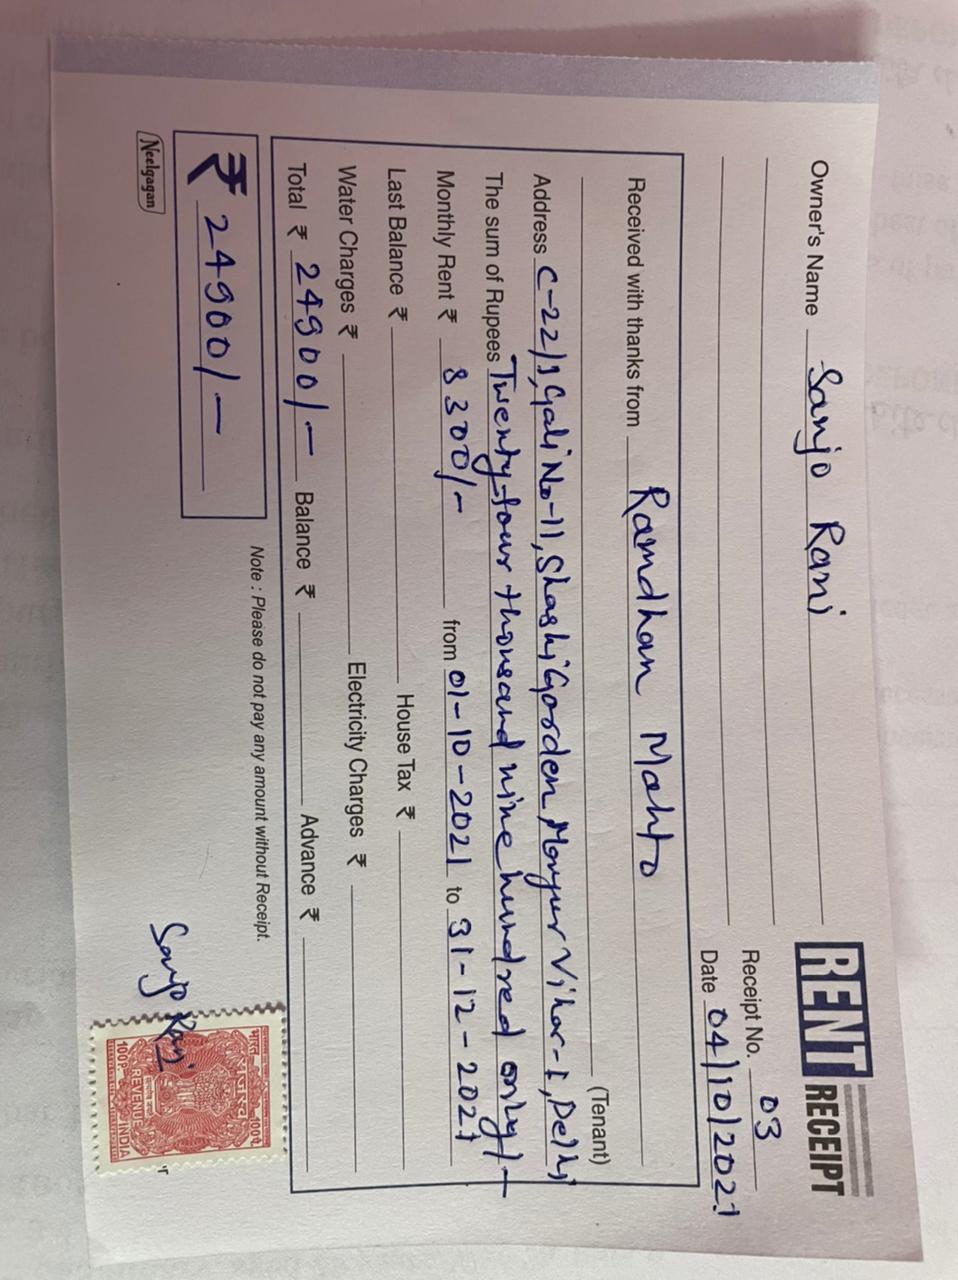 Owner's Name Sanjo Rani
RENT RECEIPT
Receipt No. 03
Date 04/10/2021
Received with thanks from Ramdhan Mahto
(Tenant)
Address C-22/1, Gali No-11, Shashi Garden, Mayur Vihar-I, Delhi
The sum of Rupees Twenty-four thousand nine hundred only/-
Monthly Rent ₹ 8300/- from 01-10-2021 to 31-12-2021
Last Balance ₹ House Tax ₹
Water Charges ₹ Electricity Charges ₹
Total ₹ 24900/- Balance ₹ Advance ₹
₹ 24900/-
Note : Please do not pay any amount without Receipt.
Neelgagan
Sanjo Rani
भारत
100P. REVENUE INDIA